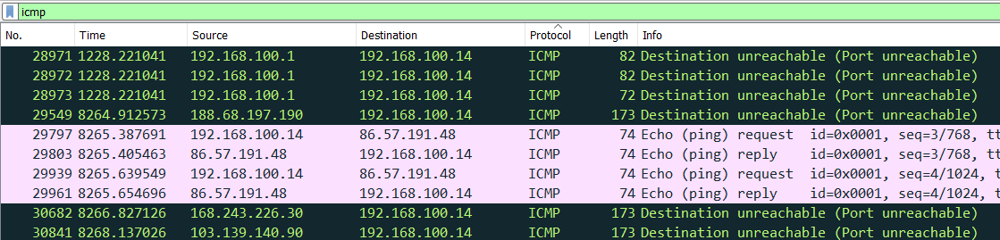 icmp
No. Time Source Destination Protocol Length Info
28971 1228.221041 192.168.100.1 192.168.100.14 ICMP 82 Destination unreachable (Port unreachable)
28972 1228.221041 192.168.100.1 192.168.100.14 ICMP 82 Destination unreachable (Port unreachable)
28973 1228.221041 192.168.100.1 192.168.100.14 ICMP 72 Destination unreachable (Port unreachable)
29549 8264.912573 188.68.197.190 192.168.100.14 ICMP 173 Destination unreachable (Port unreachable)
29797 8265.387691 192.168.100.14 86.57.191.48 ICMP 74 Echo (ping) request id=0x0001, seq=3/768, tt
29803 8265.405463 86.57.191.48 192.168.100.14 ICMP 74 Echo (ping) reply id=0x0001, seq=3/768, tt
29939 8265.639549 192.168.100.14 86.57.191.48 ICMP 74 Echo (ping) request id=0x0001, seq=4/1024, t
29961 8265.654696 86.57.191.48 192.168.100.14 ICMP 74 Echo (ping) reply id=0x0001, seq=4/1024, t
30682 8266.827126 168.243.226.30 192.168.100.14 ICMP 173 Destination unreachable (Port unreachable)
30841 8268.137026 103.139.140.90 192.168.100.14 ICMP 173 Destination unreachable (Port unreachable)